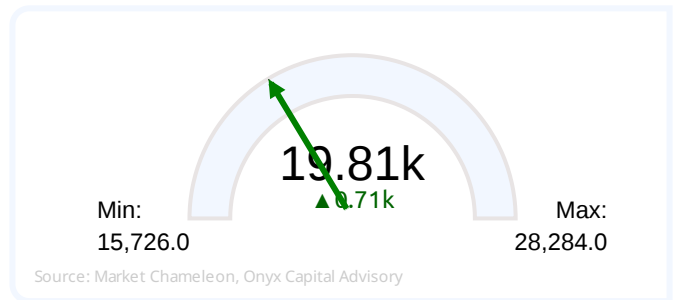 19.81k
▲0.71k
Min:
15,726.0
Max:
28,284.0
Source: Market Chameleon, Onyx Capital Advisory